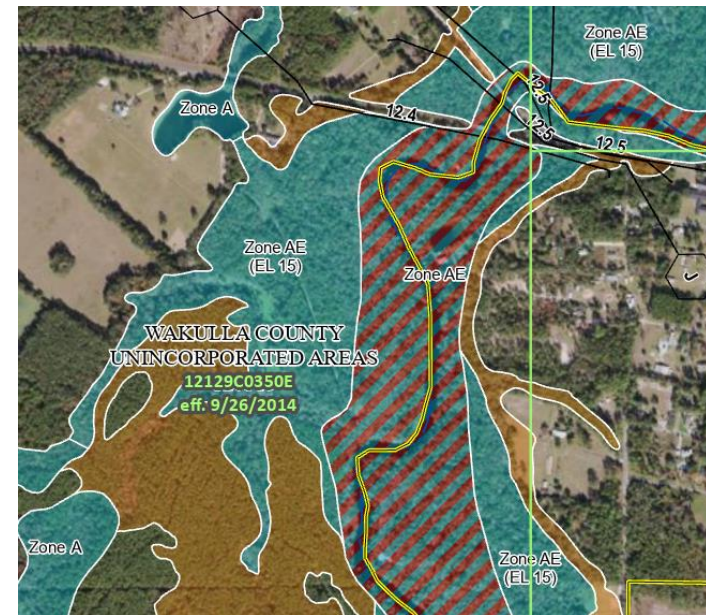 Zone AE
(EL 15)
Zone A
12.4
12.5
12.5
12.5
Zone AE
(EL 15)
Zone AE
J
WAKULLA COUNTY
UNINCORPORATED AREAS
12129C0350E
eff. 9/26/2014
Zone A
Zone AE
(EL 15)